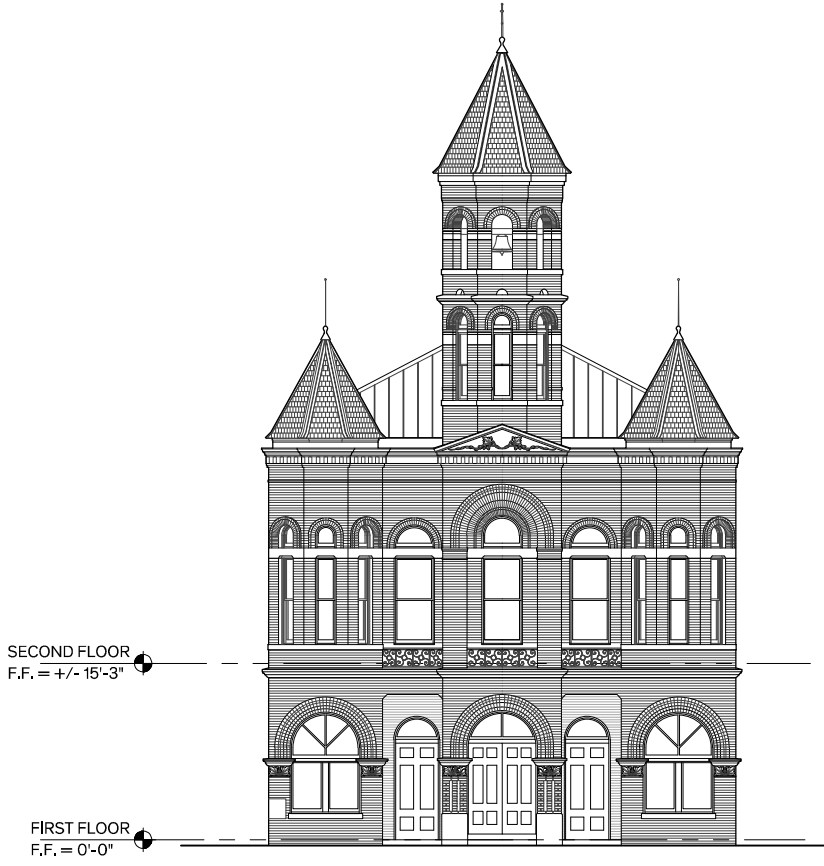 SECOND FLOOR
F.F. = +/- 15'-3"
FIRST FLOOR
F.F. = 0'-0"